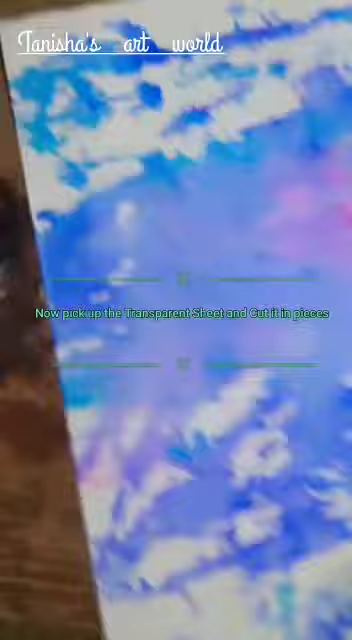 Tanisha's art world
Now pick up the Transparent Sheet and Cut it in pieces